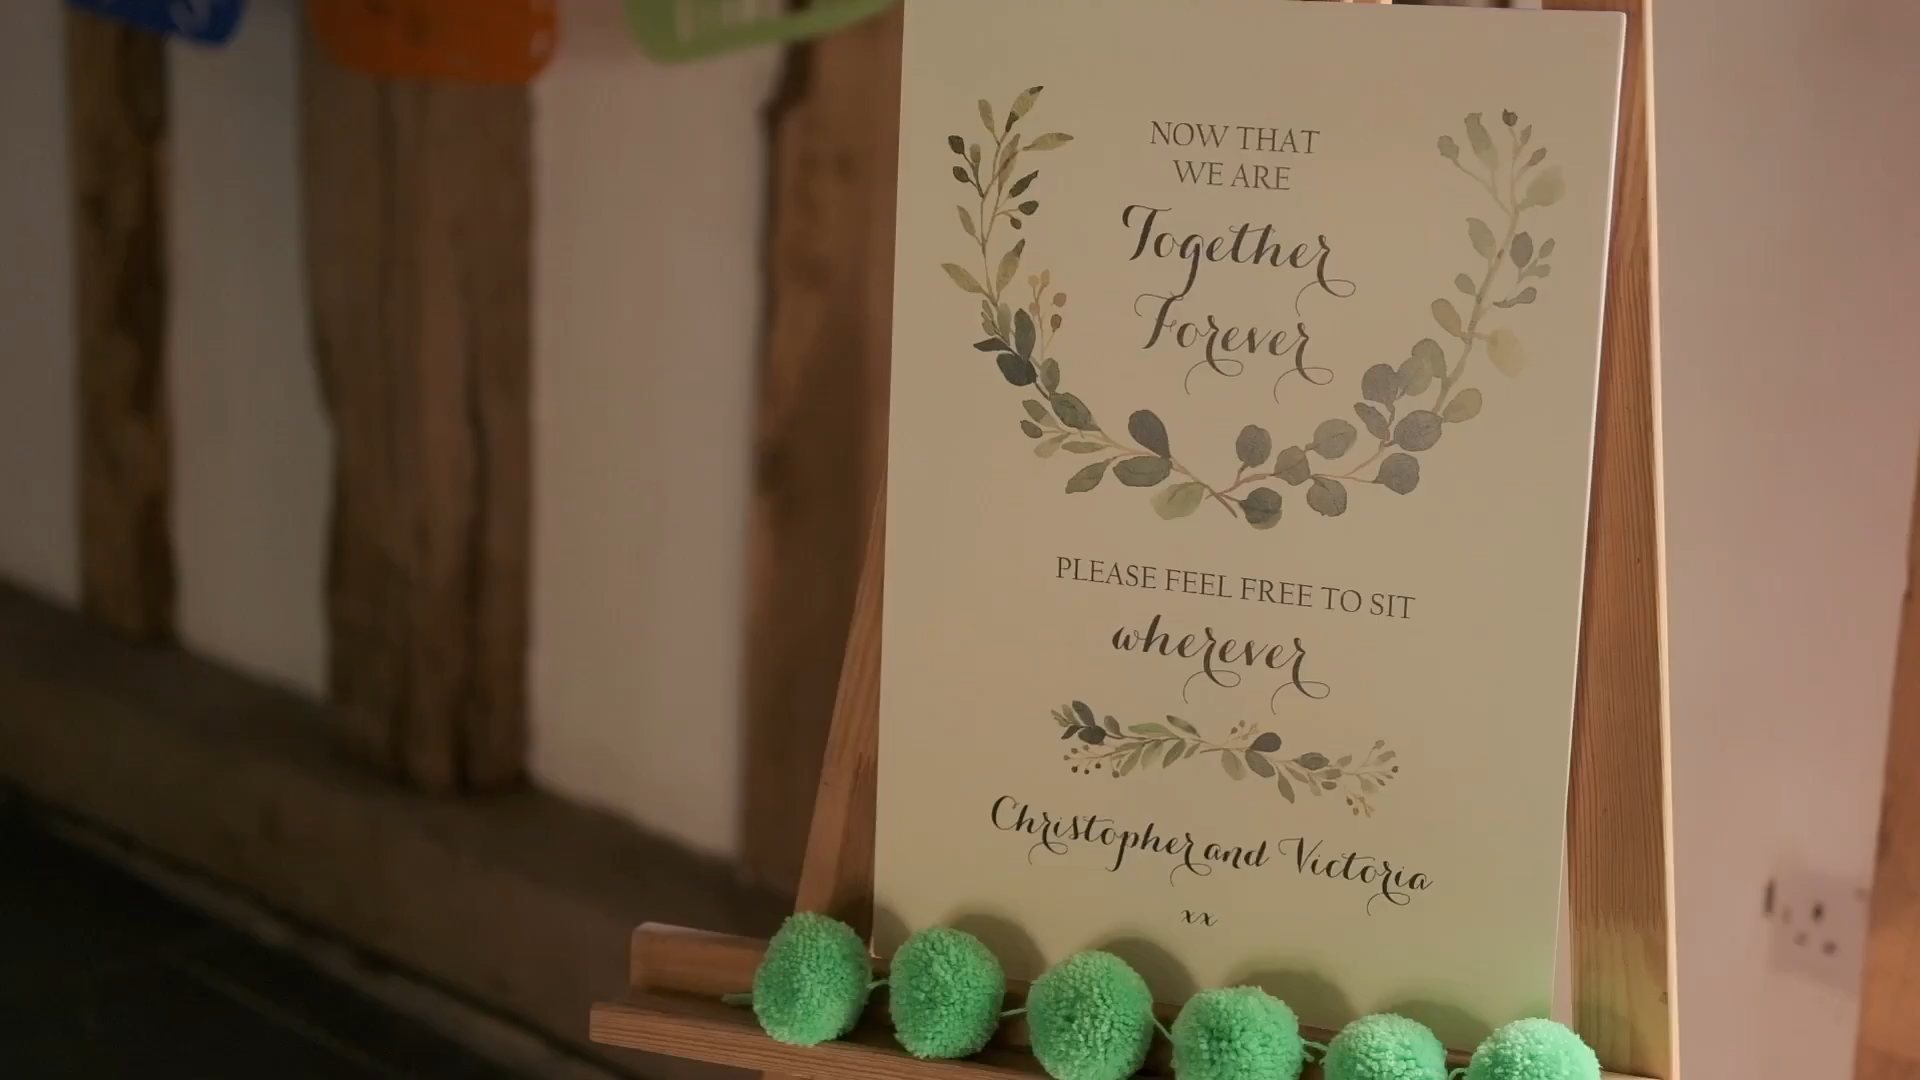 NOW THAT
WE ARE
Together
Forever
PLEASE FEEL FREE TO SIT
wherever
Christopher and Victoria
xx